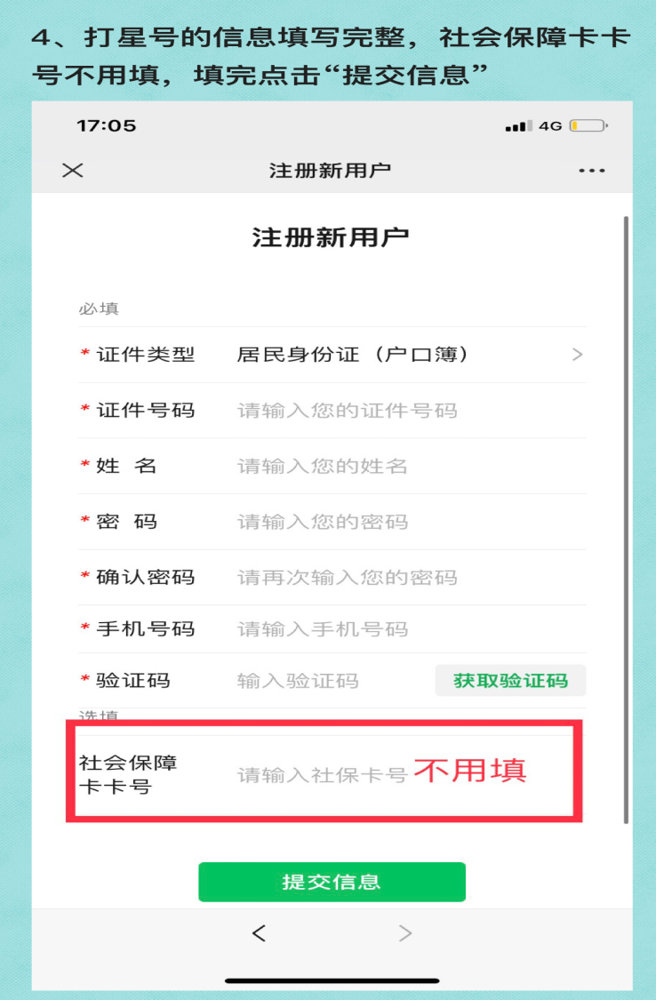 4、打星号的信息填写完整，社会保障卡卡
号不用填，填完点击“提交信息”
17:05
4G
注册新用户
注册新用户
必填
* 证件类型 居民身份证（户口簿）
* 证件号码 请输入您的证件号码
* 姓 名 请输入您的姓名
* 密 码 请输入您的密码
* 确认密码 请再次输入您的密码
* 手机号码 请输入手机号码
* 验证码 输入验证码 获取验证码
选填
社会保障
卡卡号
请输入社保卡号 不用填
提交信息